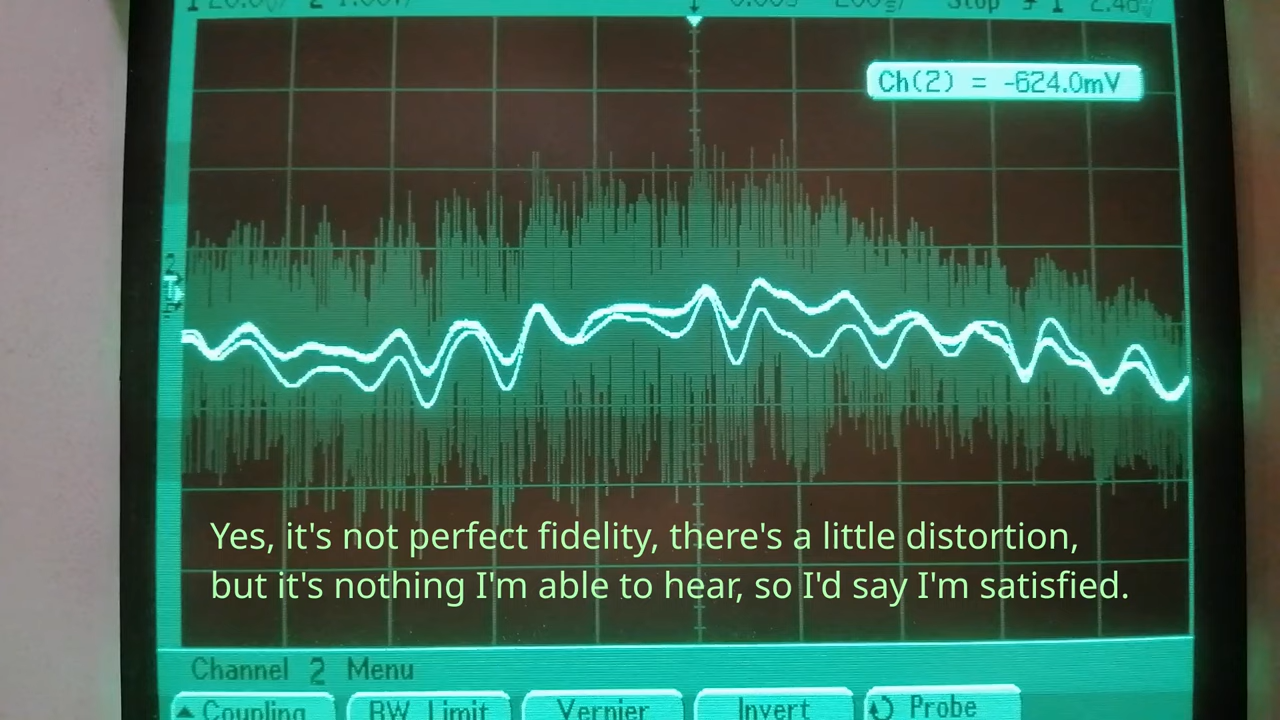 Stop
Ch(2) = -624.0mV
Yes, it's not perfect fidelity, there's a little distortion,
but it's nothing I'm able to hear, so I'd say I'm satisfied.
Channel 2 Menu
Coupling BW Limit Vernier Invert Probe